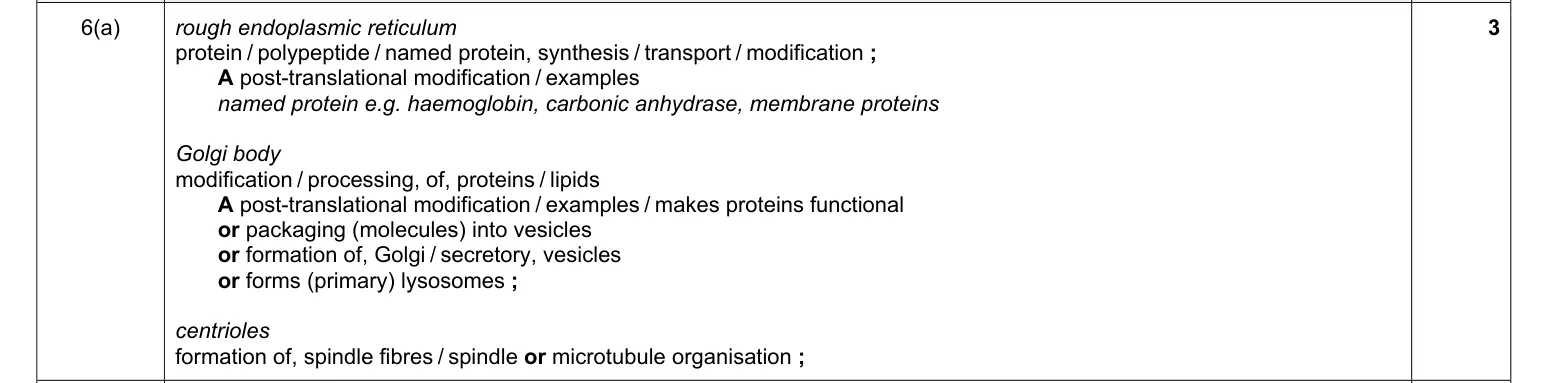 6(a)
rough endoplasmic reticulum
3
protein / polypeptide / named protein, synthesis / transport / modification ;
A post-translational modification / examples
named protein e.g. haemoglobin, carbonic anhydrase, membrane proteins
Golgi body
modification / processing, of, proteins / lipids
A post-translational modification / examples / makes proteins functional
or packaging (molecules) into vesicles
or formation of, Golgi / secretory, vesicles
or forms (primary) lysosomes ;
centrioles
formation of, spindle fibres / spindle or microtubule organisation ;